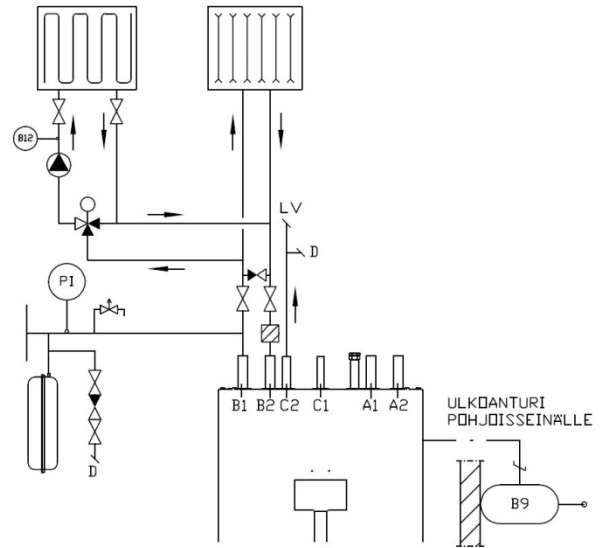 B12
LV
D
PI
B1 B2 C2 C1 A1 A2
ULKOANTURI
POHJOISSEINÄLLE
D
B9